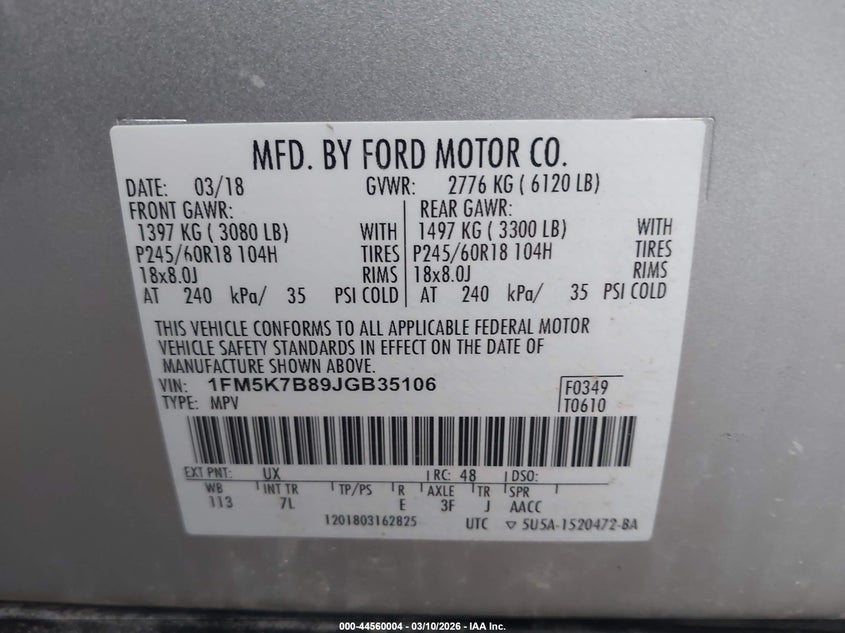 MFD. BY FORD MOTOR CO.
DATE: 03/18 GVWR: 2776 KG ( 6120 LB)
FRONT GAWR: REAR GAWR:
1397 KG ( 3080 LB) WITH 1497 KG ( 3300 LB) WITH
P245/60R18 104H TIRES P245/60R18 104H TIRES
18x8.0J RIMS 18x8.0J RIMS
AT 240 kPa/ 35 PSI COLD AT 240 kPa/ 35 PSI COLD
THIS VEHICLE CONFORMS TO ALL APPLICABLE FEDERAL MOTOR
VEHICLE SAFETY STANDARDS IN EFFECT ON THE DATE OF
MANUFACTURE SHOWN ABOVE.
VIN: 1FM5K7B89JGB35106 F0349
TYPE: MPV T0610
EXT PNT: UX RC: 48 DSO:
WB INT TR TP/PS R AXLE TR SPR
113 7L E 3F J AACC
1201803162825 UTC ▽ 5U5A-1520472-BA
000-44560004 - 03/10/2026 - IAA Inc.